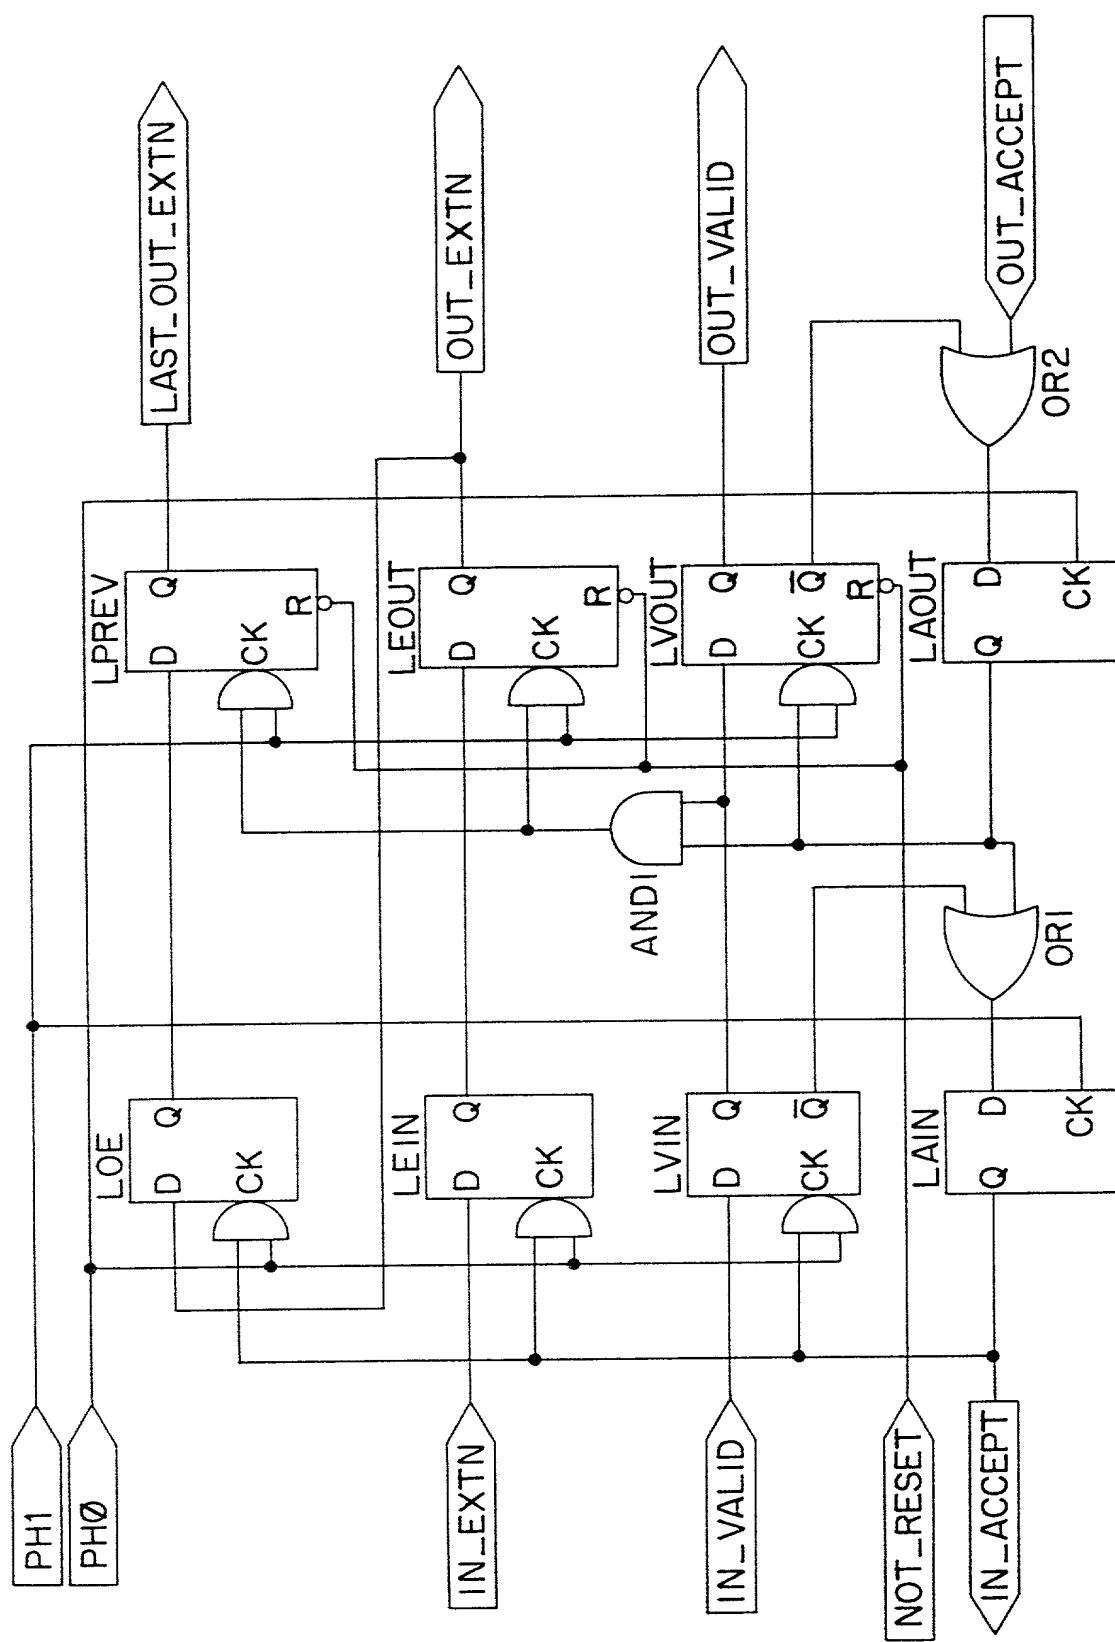 PH1
PHØ
IN_EXTN
IN_VALID
NOT_RESET
IN_ACCEPT
LOE
D Q
CK
LEIN
D Q
CK
LVIN
D Q
CK Q̅
LAIN
Q D
CK
OR1
AND1
LPREV
D Q
CK
R
LEOUT
D Q
CK
R
LVOUT
D Q
CK Q̅
R
LAOUT
Q D
CK
OR2
LAST_OUT_EXTN
OUT_EXTN
OUT_VALID
OUT_ACCEPT